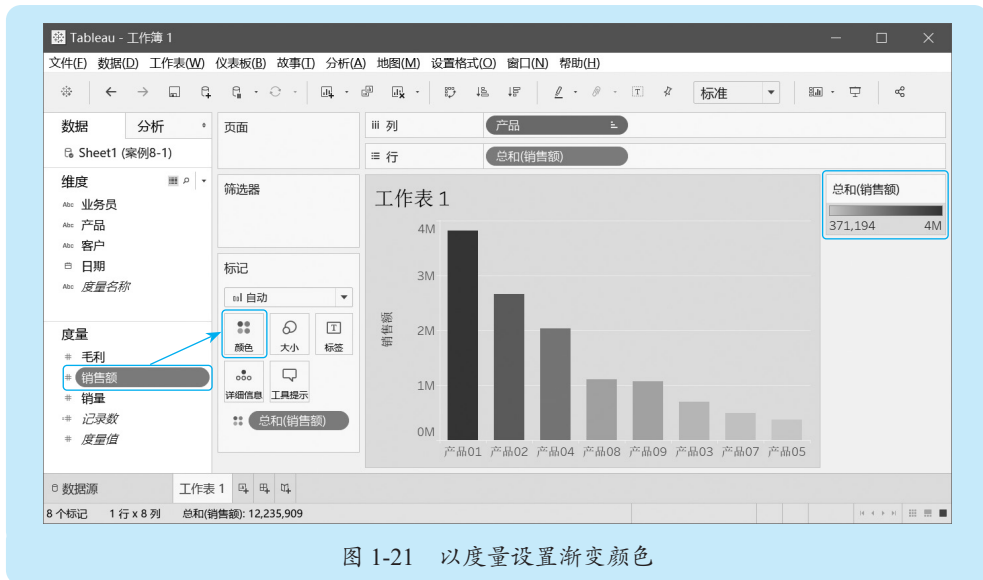 Tableau - 工作簿 1
文件(F) 数据(D) 工作表(W) 仪表板(B) 故事(T) 分析(A) 地图(M) 设置格式(O) 窗口(N) 帮助(H)
标准
数据 分析
Sheet1 (案例8-1)
维度
Abc 业务员
Abc 产品
Abc 客户
日期
Abc 度量名称
度量
# 毛利
# 销售额
# 销量
=# 记录数
# 度量值
页面
筛选器
标记
自动
颜色 大小 标签
详细信息 工具提示
总和(销售额)
iii 列 产品
行 总和(销售额)
工作表 1
销售额
4M
3M
2M
1M
0M
产品01 产品02 产品04 产品08 产品09 产品03 产品07 产品05
总和(销售额)
371,194 4M
数据源 工作表 1
8 个标记 1 行 x 8 列 总和(销售额): 12,235,909
图 1-21 以度量设置渐变颜色